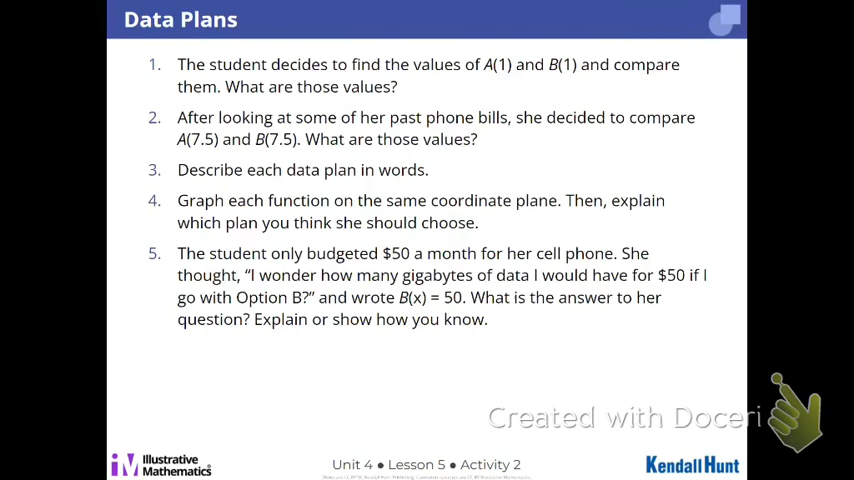 Data Plans
1. The student decides to find the values of A(1) and B(1) and compare
them. What are those values?
2. After looking at some of her past phone bills, she decided to compare
A(7.5) and B(7.5). What are those values?
3. Describe each data plan in words.
4. Graph each function on the same coordinate plane. Then, explain
which plan you think she should choose.
5. The student only budgeted $50 a month for her cell phone. She
thought, “I wonder how many gigabytes of data I would have for $50 if I
go with Option B?” and wrote B(x) = 50. What is the answer to her
question? Explain or show how you know.
Created with Doceri
iM Illustrative
Mathematics®
Unit 4 ● Lesson 5 ● Activity 2
Kendall Hunt